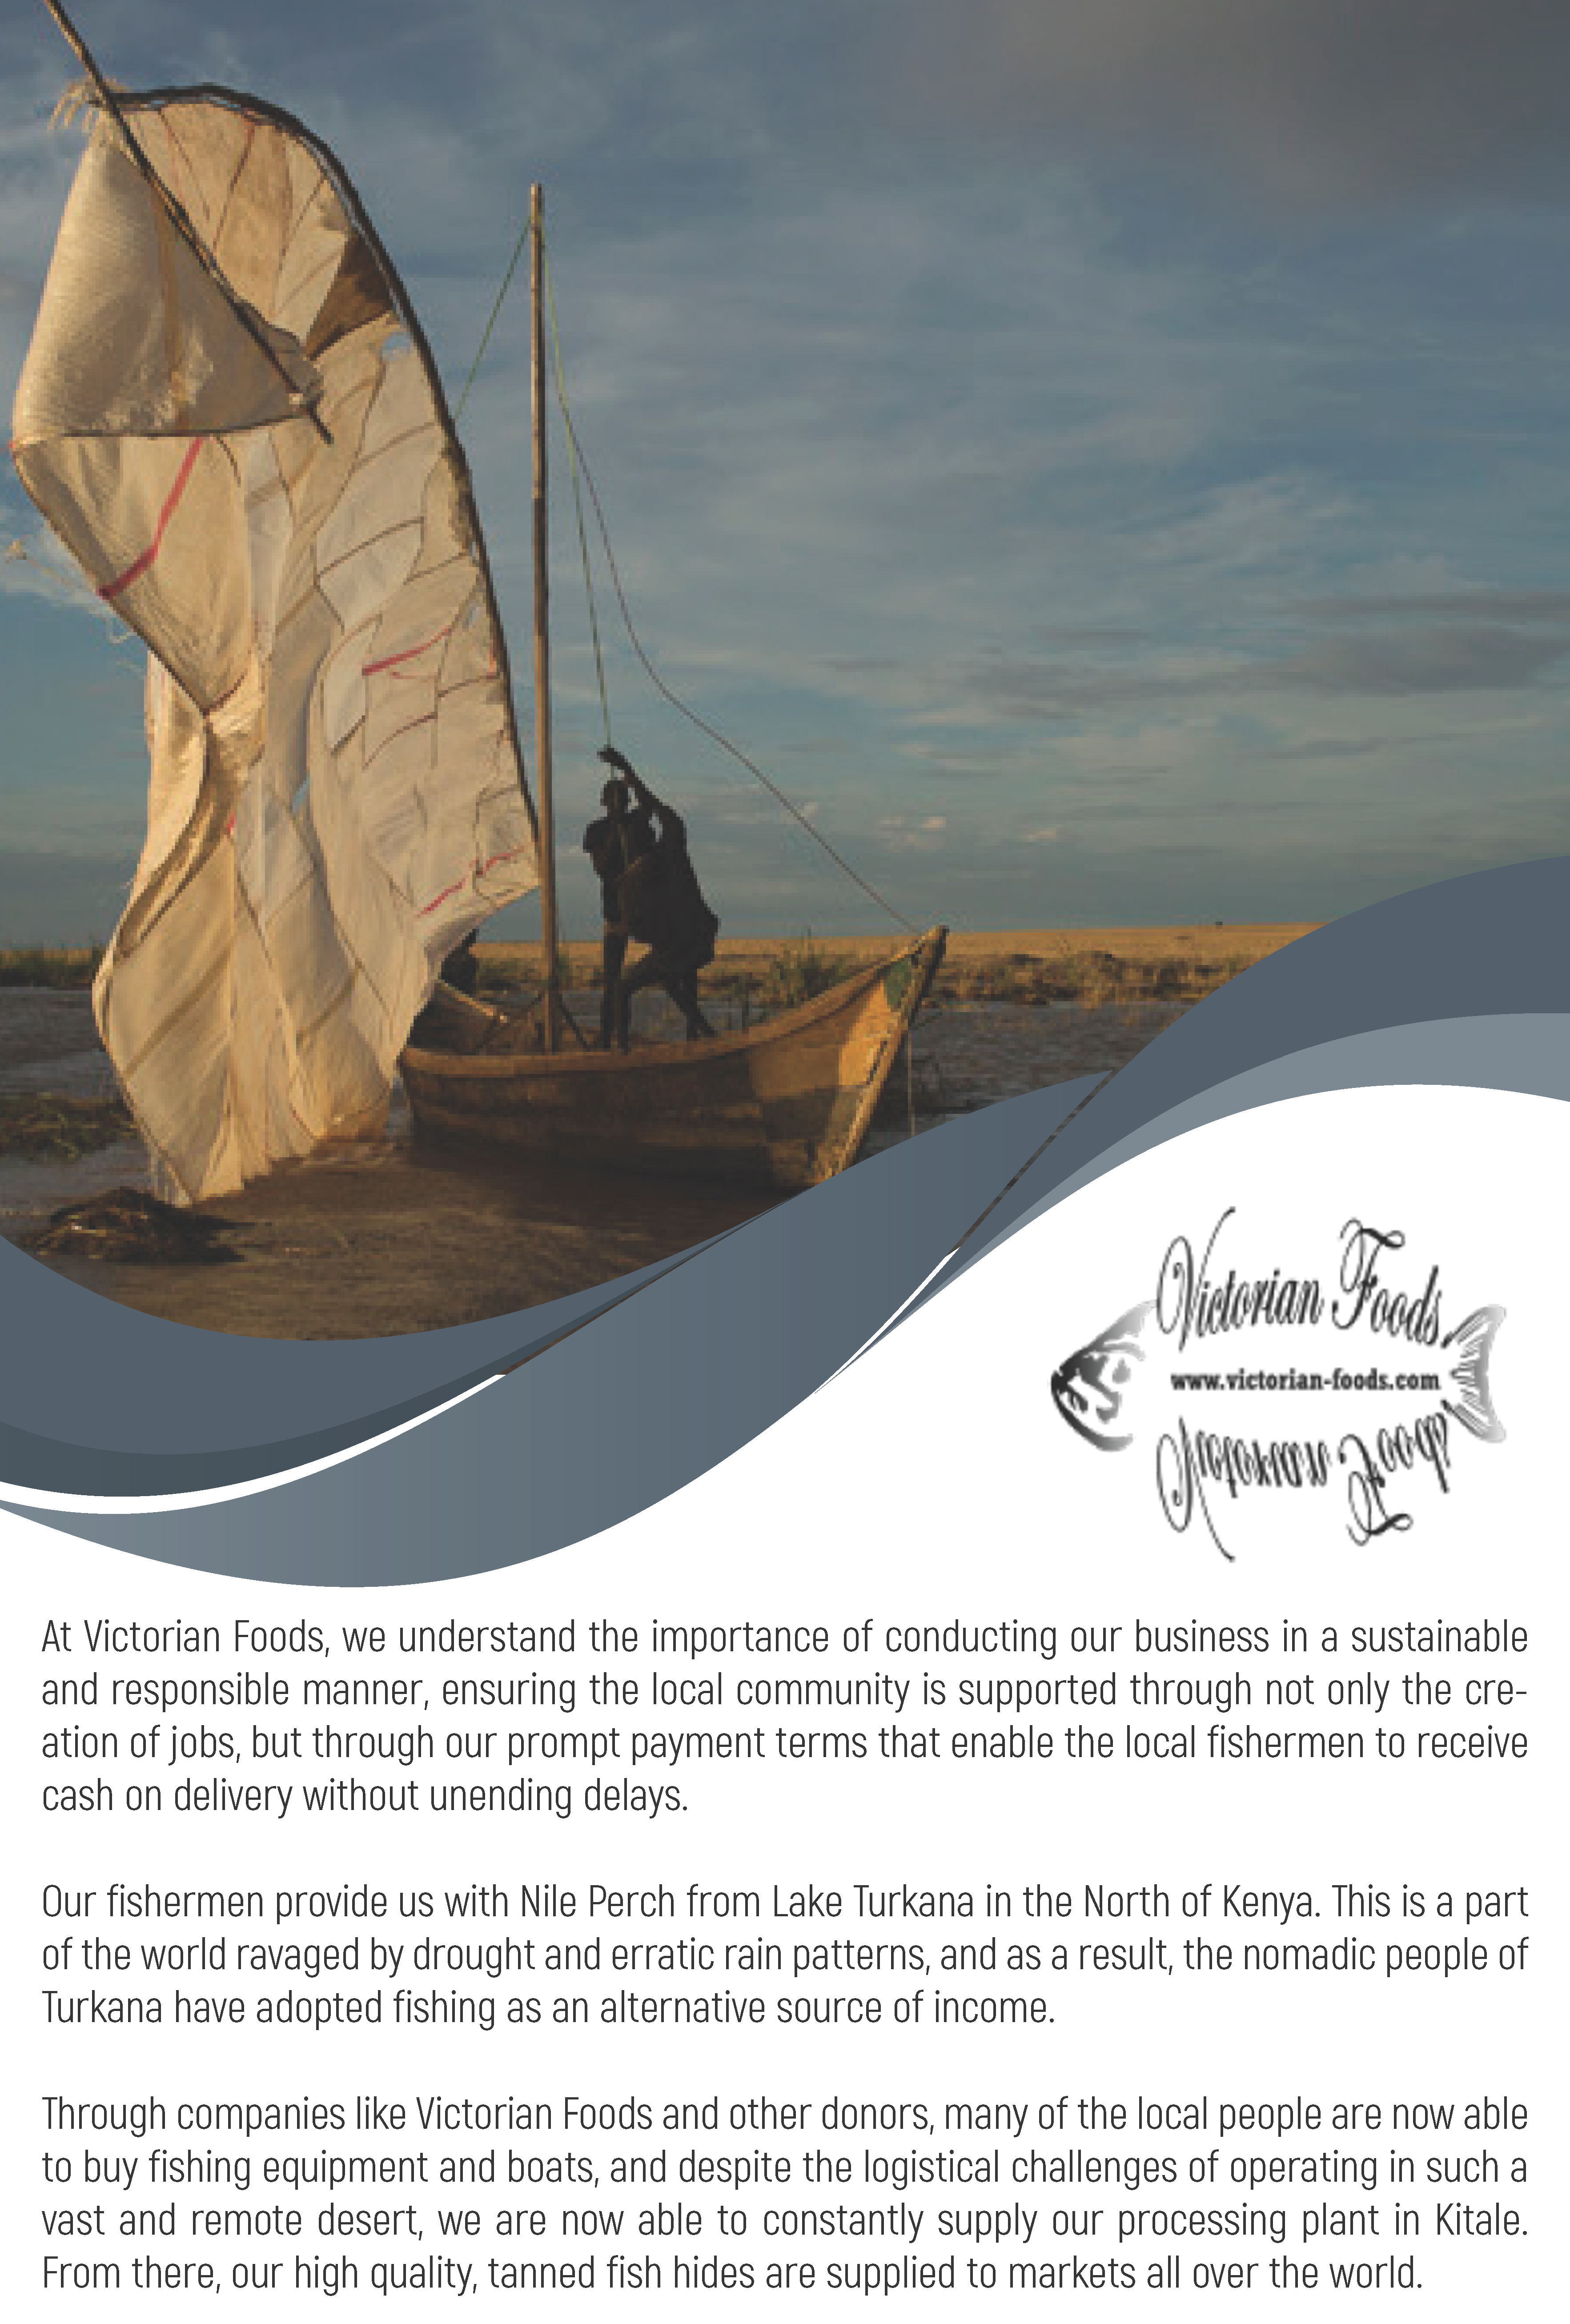 Victorian Foods
www.victorian-foods.com
Victorian Foods
At Victorian Foods, we understand the importance of conducting our business in a sustainable
and responsible manner, ensuring the local community is supported through not only the cre-
ation of jobs, but through our prompt payment terms that enable the local fishermen to receive
cash on delivery without unending delays.
Our fishermen provide us with Nile Perch from Lake Turkana in the North of Kenya. This is a part
of the world ravaged by drought and erratic rain patterns, and as a result, the nomadic people of
Turkana have adopted fishing as an alternative source of income.
Through companies like Victorian Foods and other donors, many of the local people are now able
to buy fishing equipment and boats, and despite the logistical challenges of operating in such a
vast and remote desert, we are now able to constantly supply our processing plant in Kitale.
From there, our high quality, tanned fish hides are supplied to markets all over the world.